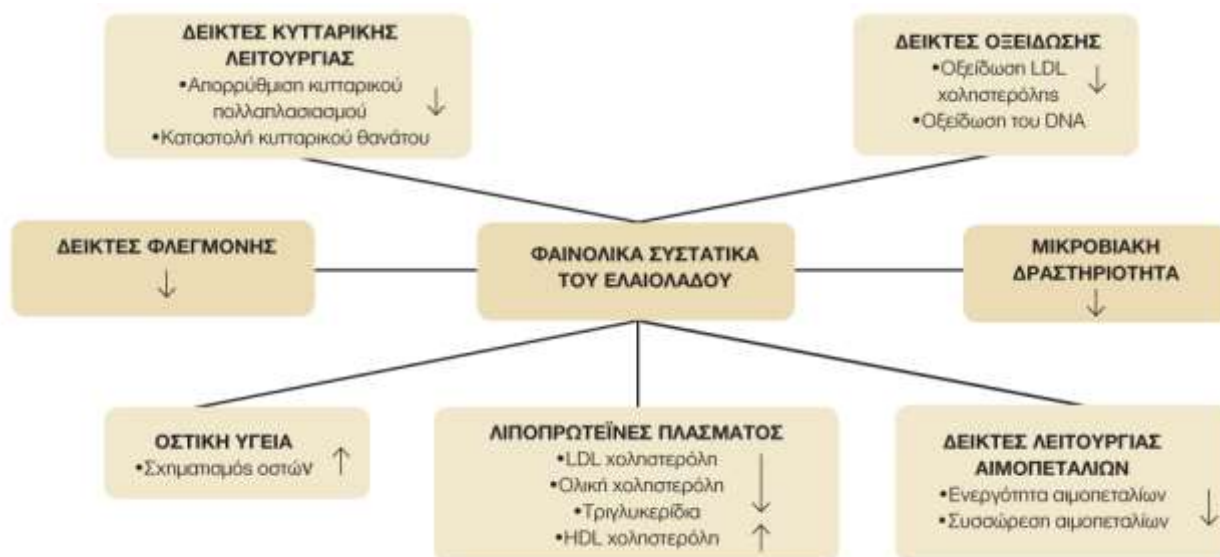 ΔΕΙΚΤΕΣ ΚΥΤΤΑΡΙΚΗΣ
ΛΕΙΤΟΥΡΓΙΑΣ
•Απορρύθμιση κυτταρικού
πολλαπλασιασμού
•Καταστολή κυτταρικού θανάτου
↓
ΔΕΙΚΤΕΣ ΟΞΕΙΔΩΣΗΣ
•Οξείδωση LDL
χοληστερόλης
•Οξείδωση του DNA
↓
ΔΕΙΚΤΕΣ ΦΛΕΓΜΟΝΗΣ
↓
ΦΑΙΝΟΛΙΚΑ ΣΥΣΤΑΤΙΚΑ
ΤΟΥ ΕΛΑΙΟΛΑΔΟΥ
ΜΙΚΡΟΒΙΑΚΗ
ΔΡΑΣΤΗΡΙΟΤΗΤΑ
↓
ΟΣΤΙΚΗ ΥΓΕΙΑ
•Σχηματισμός οστών ↑
ΛΙΠΟΠΡΩΤΕΪΝΕΣ ΠΛΑΣΜΑΤΟΣ
•LDL χοληστερόλη
•Ολική χοληστερόλη
•Τριγλυκερίδια
↓
•HDL χοληστερόλη ↑
ΔΕΙΚΤΕΣ ΛΕΙΤΟΥΡΓΙΑΣ
ΑΙΜΟΠΕΤΑΛΙΩΝ
•Ενεργότητα αιμοπεταλίων
•Συσσώρεση αιμοπεταλίων
↓